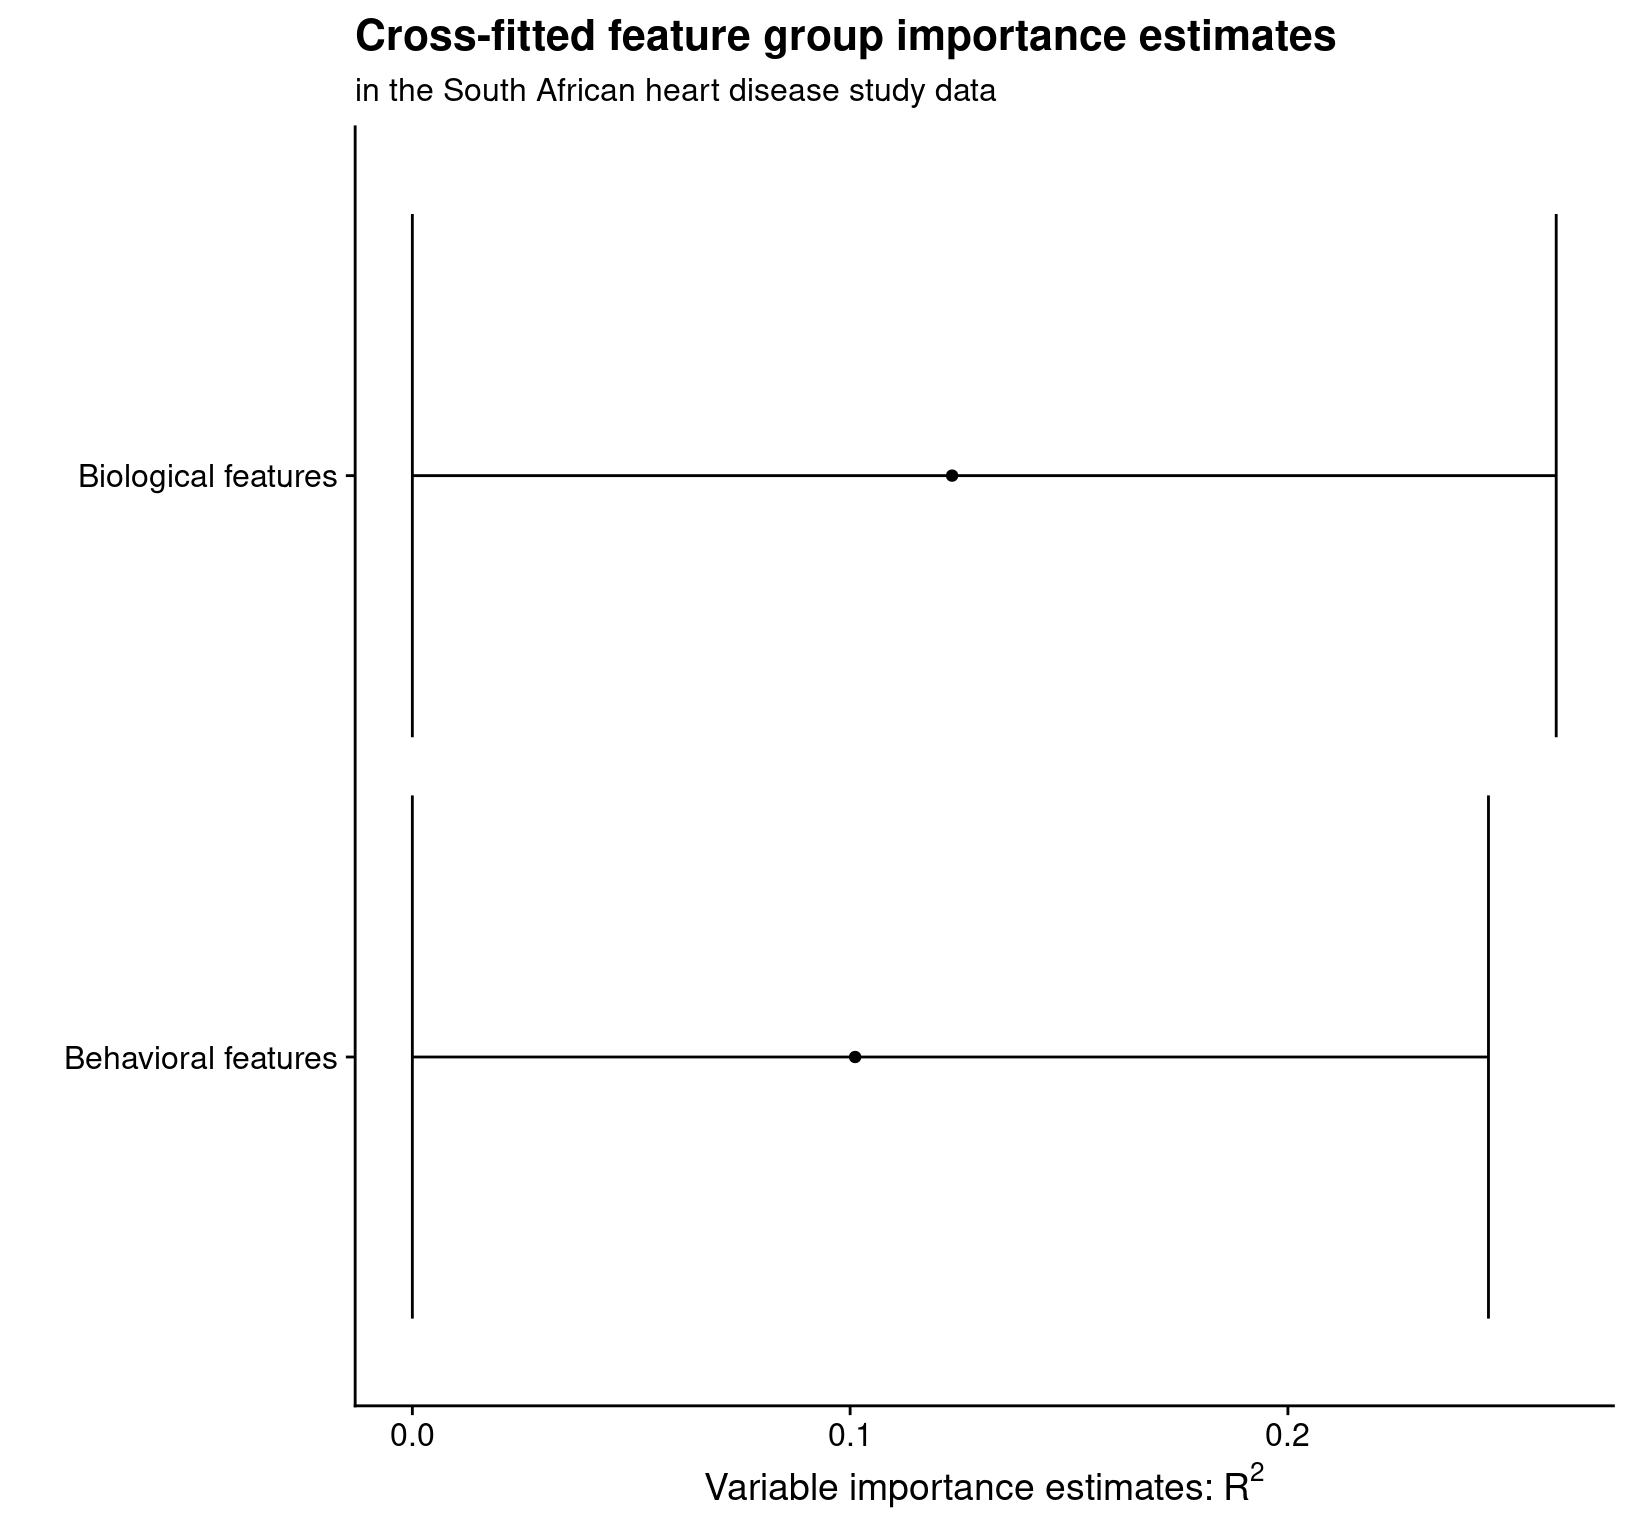 Cross-fitted feature group importance estimates
in the South African heart disease study data
Biological features
Behavioral features
0.0 0.1 0.2
Variable importance estimates: R²